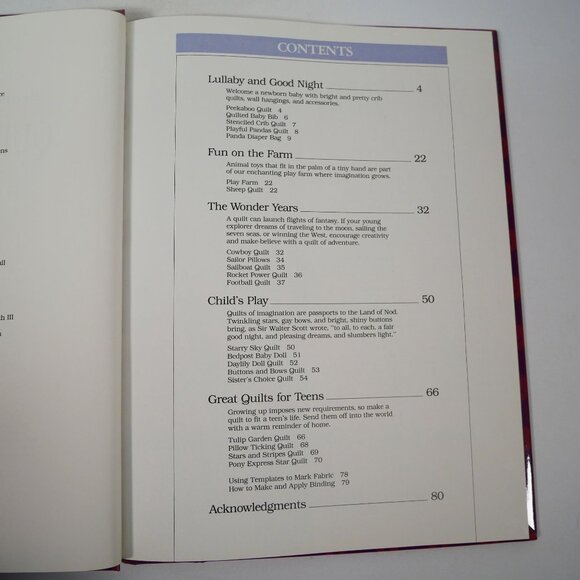 ce
ns
ll
th III
n
CONTENTS
Lullaby and Good Night 4
Welcome a newborn baby with bright and pretty crib
quilts, wall hangings, and accessories.
Peekaboo Quilt 4
Quilted Baby Bib 6
Stenciled Crib Quilt 7
Playful Pandas Quilt 8
Panda Diaper Bag 9
Fun on the Farm 22
Animal toys that fit in the palm of a tiny hand are part
of our enchanting play farm where imagination grows.
Play Farm 22
Sheep Quilt 22
The Wonder Years 32
A quilt can launch flights of fantasy. If your young
explorer dreams of traveling to the moon, sailing the
seven seas, or winning the West, encourage creativity
and make-believe with a quilt of adventure.
Cowboy Quilt 32
Sailor Pillows 34
Sailboat Quilt 35
Rocket Power Quilt 36
Football Quilt 37
Child's Play 50
Quilts of imagination are passports to the Land of Nod.
Twinkling stars, gay bows, and bright, shiny buttons
bring, as Sir Walter Scott wrote, "to all, to each, a fair
good night, and pleasing dreams, and slumbers light."
Starry Sky Quilt 50
Bedpost Baby Doll 51
Daylily Doll Quilt 52
Buttons and Bows Quilt 53
Sister's Choice Quilt 54
Great Quilts for Teens 66
Growing up imposes new requirements, so make a
quilt to fit a teen's life. Send them off into the world
with a warm reminder of home.
Tulip Garden Quilt 66
Pillow Ticking Quilt 68
Stars and Stripes Quilt 69
Pony Express Star Quilt 70
Using Templates to Mark Fabric 78
How to Make and Apply Binding 79
Acknowledgments 80